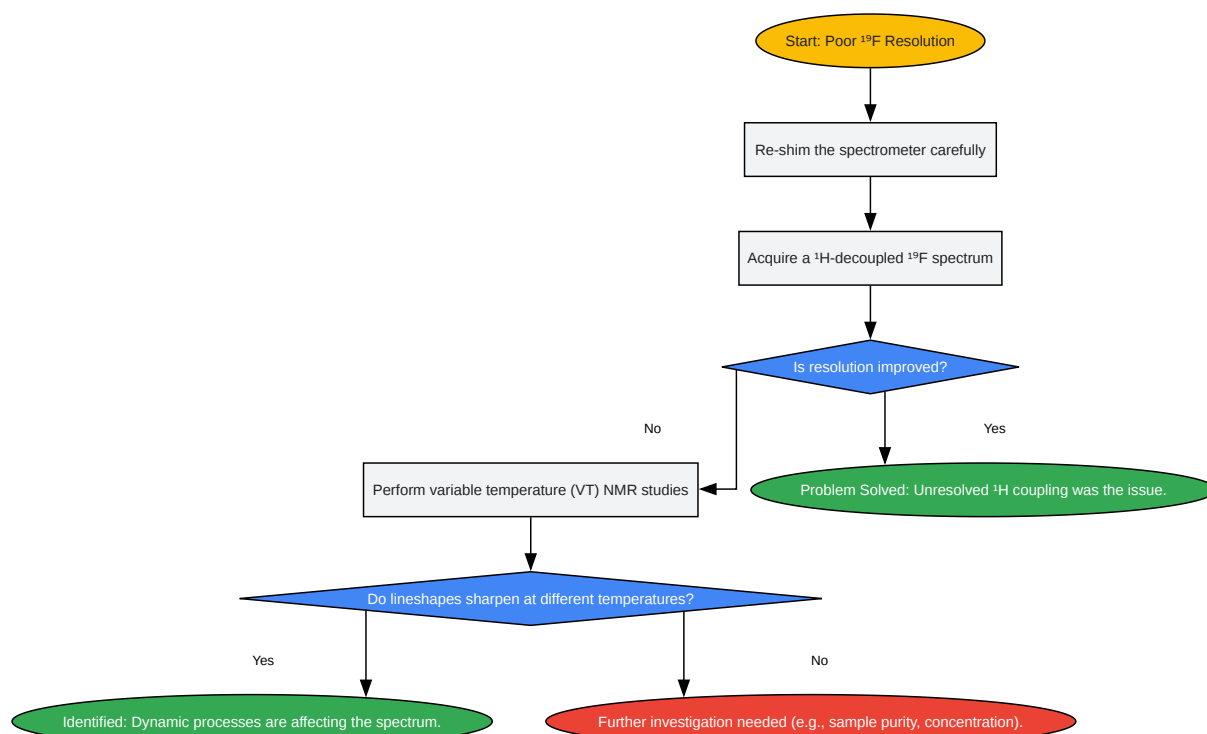 Start: Poor ¹⁹F Resolution
Re-shim the spectrometer carefully
Acquire a ¹H-decoupled ¹⁹F spectrum
Is resolution improved?
No
Yes
Perform variable temperature (VT) NMR studies
Problem Solved: Unresolved ¹H coupling was the issue.
Do lineshapes sharpen at different temperatures?
Yes
No
Identified: Dynamic processes are affecting the spectrum.
Further investigation needed (e.g., sample purity, concentration).